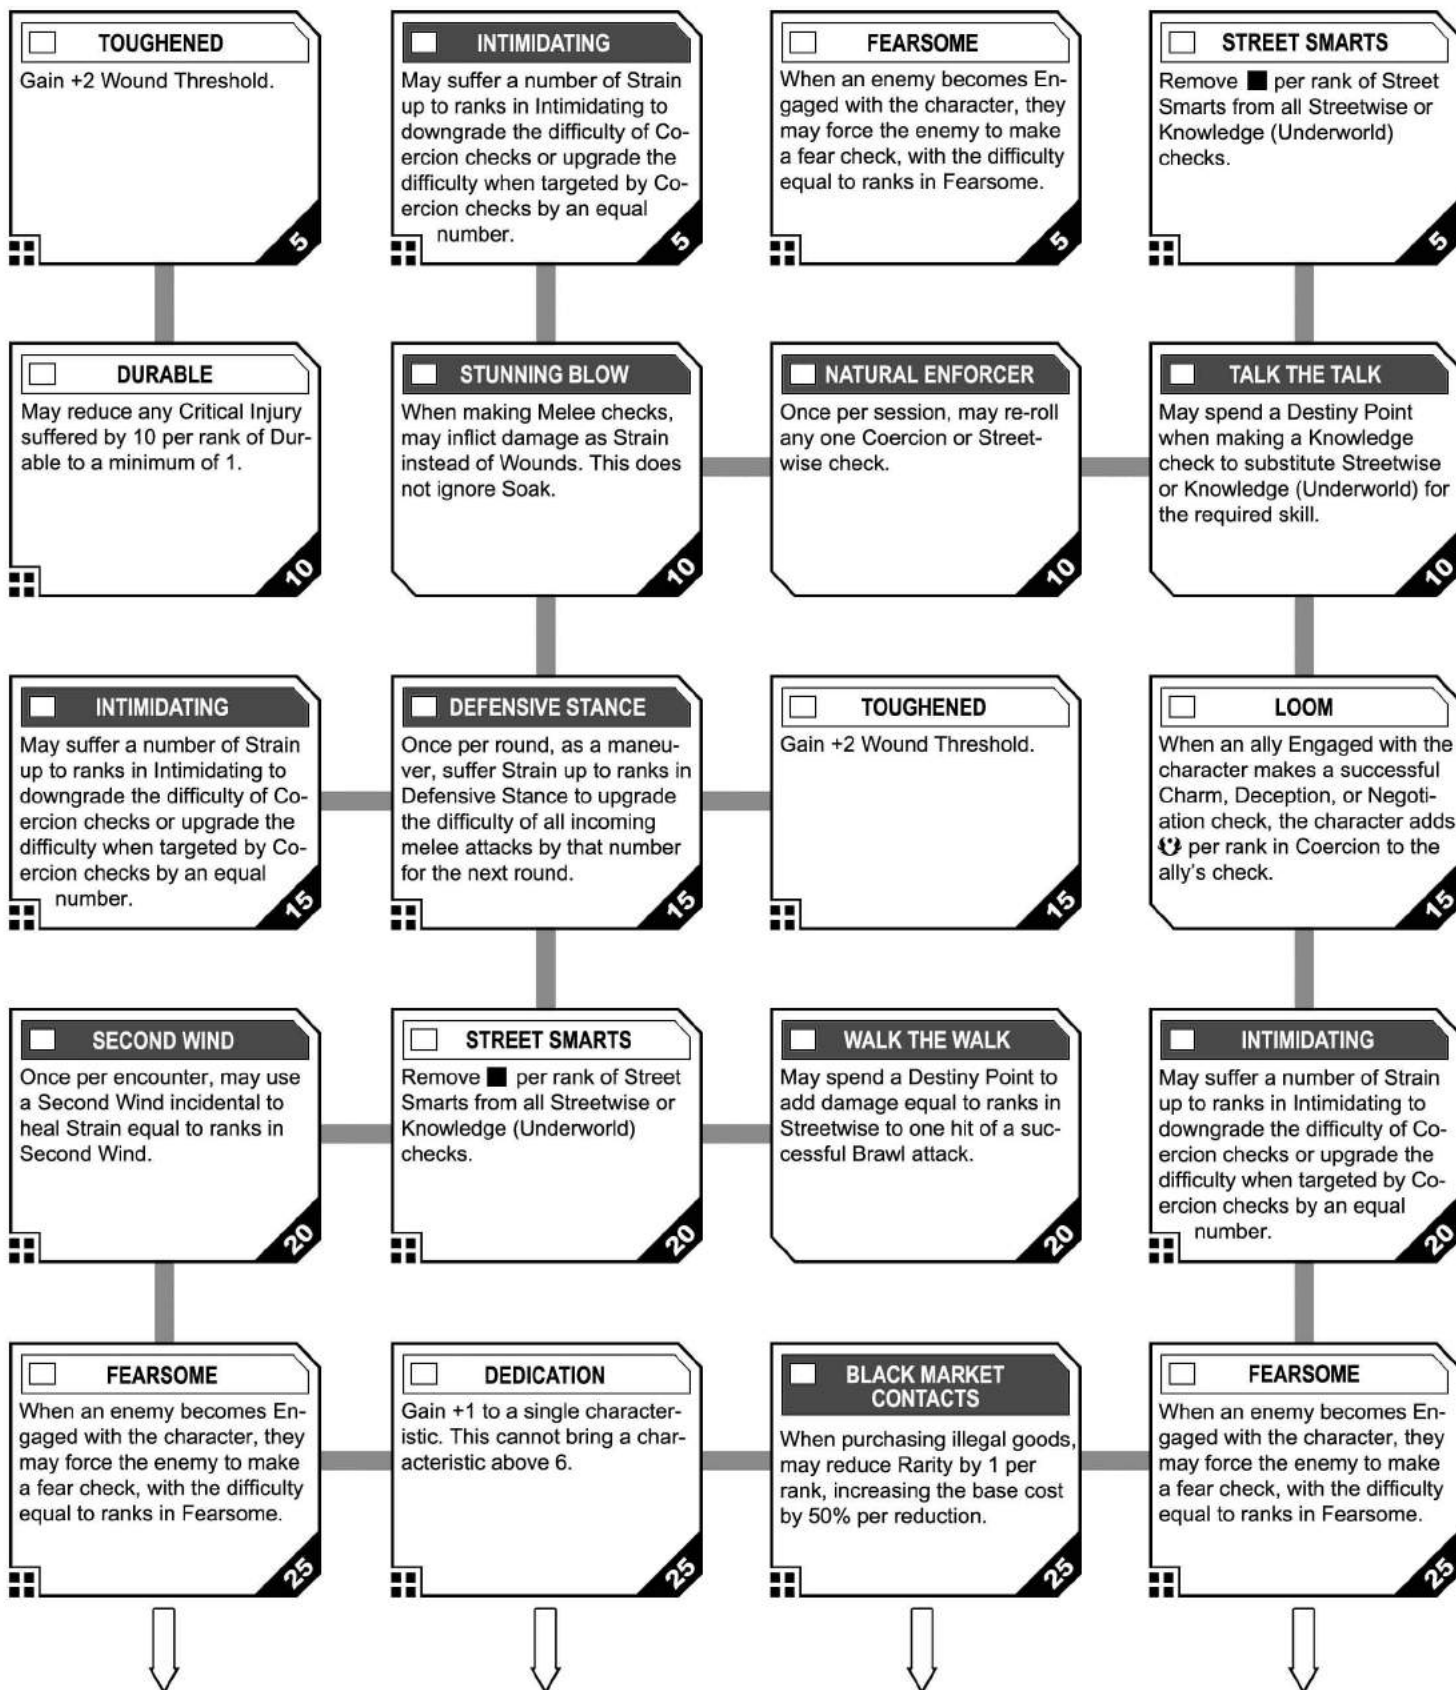 TOUGHENED
Gain +2 Wound Threshold.
5
INTIMIDATING
May suffer a number of Strain
up to ranks in Intimidating to
downgrade the difficulty of Co-
ercion checks or upgrade the
difficulty when targeted by Co-
ercion checks by an equal
number.
5
FEARSOME
When an enemy becomes En-
gaged with the character, they
may force the enemy to make
a fear check, with the difficulty
equal to ranks in Fearsome.
5
STREET SMARTS
Remove ■ per rank of Street
Smarts from all Streetwise or
Knowledge (Underworld)
checks.
5
DURABLE
May reduce any Critical Injury
suffered by 10 per rank of Dur-
able to a minimum of 1.
10
STUNNING BLOW
When making Melee checks,
may inflict damage as Strain
instead of Wounds. This does
not ignore Soak.
10
NATURAL ENFORCER
Once per session, may re-roll
any one Coercion or Street-
wise check.
10
TALK THE TALK
May spend a Destiny Point
when making a Knowledge
check to substitute Streetwise
or Knowledge (Underworld) for
the required skill.
10
INTIMIDATING
May suffer a number of Strain
up to ranks in Intimidating to
downgrade the difficulty of Co-
ercion checks or upgrade the
difficulty when targeted by Co-
ercion checks by an equal
number.
15
DEFENSIVE STANCE
Once per round, as a maneu-
ver, suffer Strain up to ranks in
Defensive Stance to upgrade
the difficulty of all incoming
melee attacks by that number
for the next round.
15
TOUGHENED
Gain +2 Wound Threshold.
15
LOOM
When an ally Engaged with the
character makes a successful
Charm, Deception, or Negoti-
ation check, the character adds
per rank in Coercion to the
ally's check.
15
SECOND WIND
Once per encounter, may use
a Second Wind incidental to
heal Strain equal to ranks in
Second Wind.
20
STREET SMARTS
Remove ■ per rank of Street
Smarts from all Streetwise or
Knowledge (Underworld)
checks.
20
WALK THE WALK
May spend a Destiny Point to
add damage equal to ranks in
Streetwise to one hit of a suc-
cessful Brawl attack.
20
INTIMIDATING
May suffer a number of Strain
up to ranks in Intimidating to
downgrade the difficulty of Co-
ercion checks or upgrade the
difficulty when targeted by Co-
ercion checks by an equal
number.
20
FEARSOME
When an enemy becomes En-
gaged with the character, they
may force the enemy to make
a fear check, with the difficulty
equal to ranks in Fearsome.
25
DEDICATION
Gain +1 to a single character-
istic. This cannot bring a char-
acteristic above 6.
25
BLACK MARKET
CONTACTS
When purchasing illegal goods,
may reduce Rarity by 1 per
rank, increasing the base cost
by 50% per reduction.
25
FEARSOME
When an enemy becomes En-
gaged with the character, they
may force the enemy to make
a fear check, with the difficulty
equal to ranks in Fearsome.
25